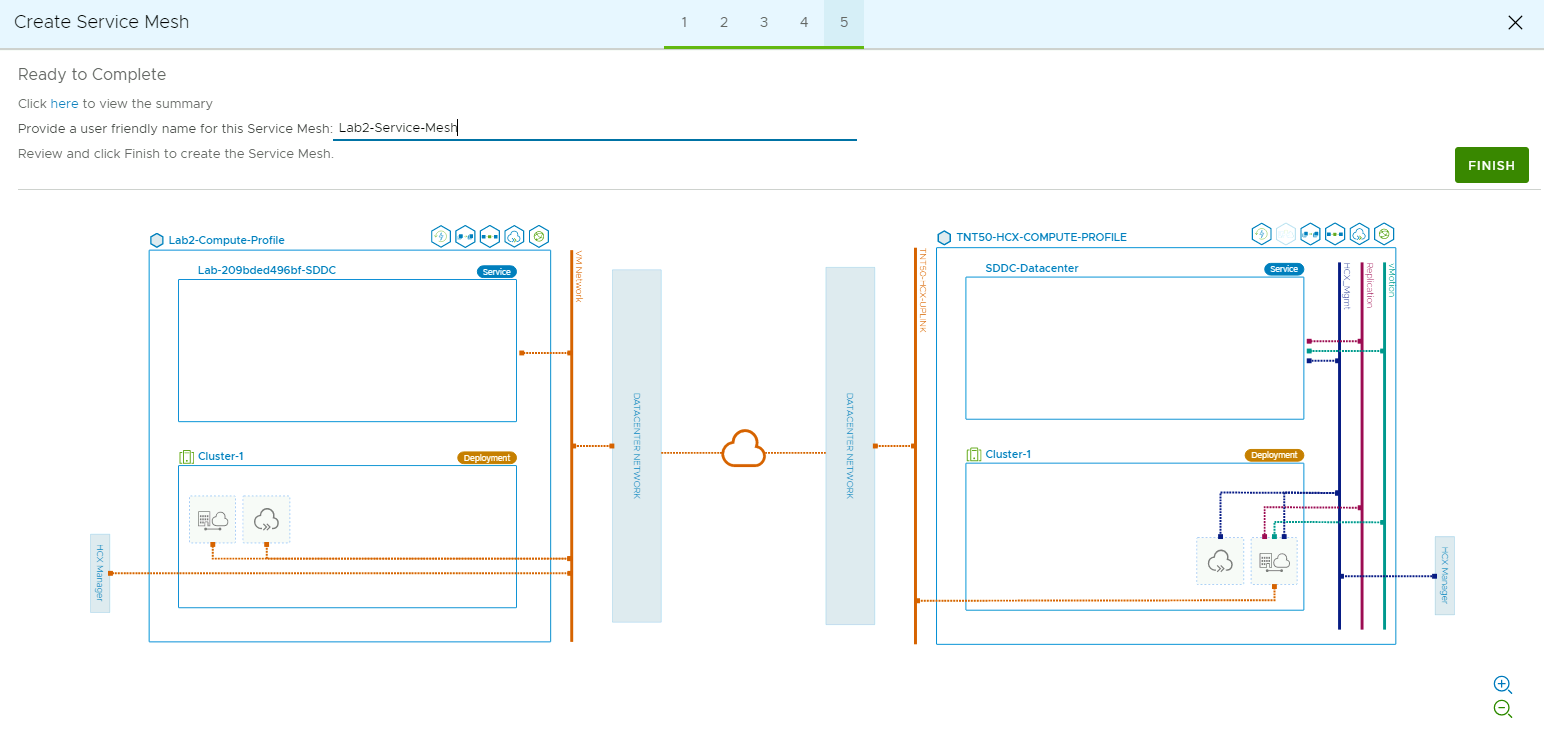 Create Service Mesh
1 2 3 4 5
Ready to Complete
Click here to view the summary
Provide a user friendly name for this Service Mesh: Lab2-Service-Mesh
Review and click Finish to create the Service Mesh.
FINISH
Lab2-Compute-Profile
Lab-209bded496bf-SDDC
Service
Cluster-1
Deployment
HCX Manager
VM Network
DATACENTER NETWORK
DATACENTER NETWORK
TNT50-HCX-UPLINK
TNT50-HCX-COMPUTE-PROFILE
SDDC-Datacenter
Service
HCX_Mgmt
Replication
vMotion
Cluster-1
Deployment
HCX Manager